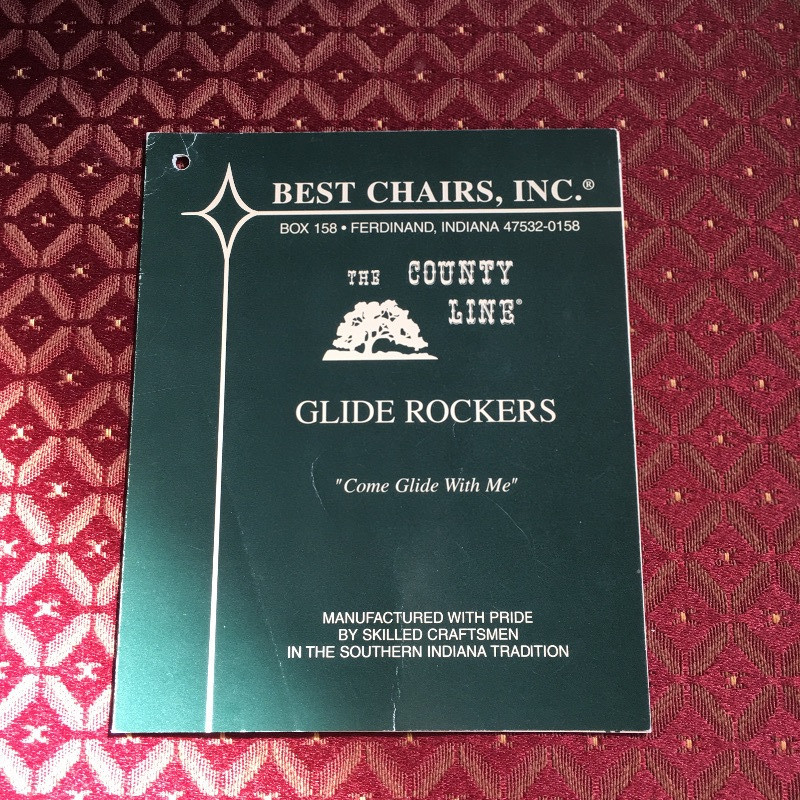 BEST CHAIRS, INC.®
BOX 158 • FERDINAND, INDIANA 47532-0158
THE COUNTY
LINE®
GLIDE ROCKERS
"Come Glide With Me"
MANUFACTURED WITH PRIDE
BY SKILLED CRAFTSMEN
IN THE SOUTHERN INDIANA TRADITION